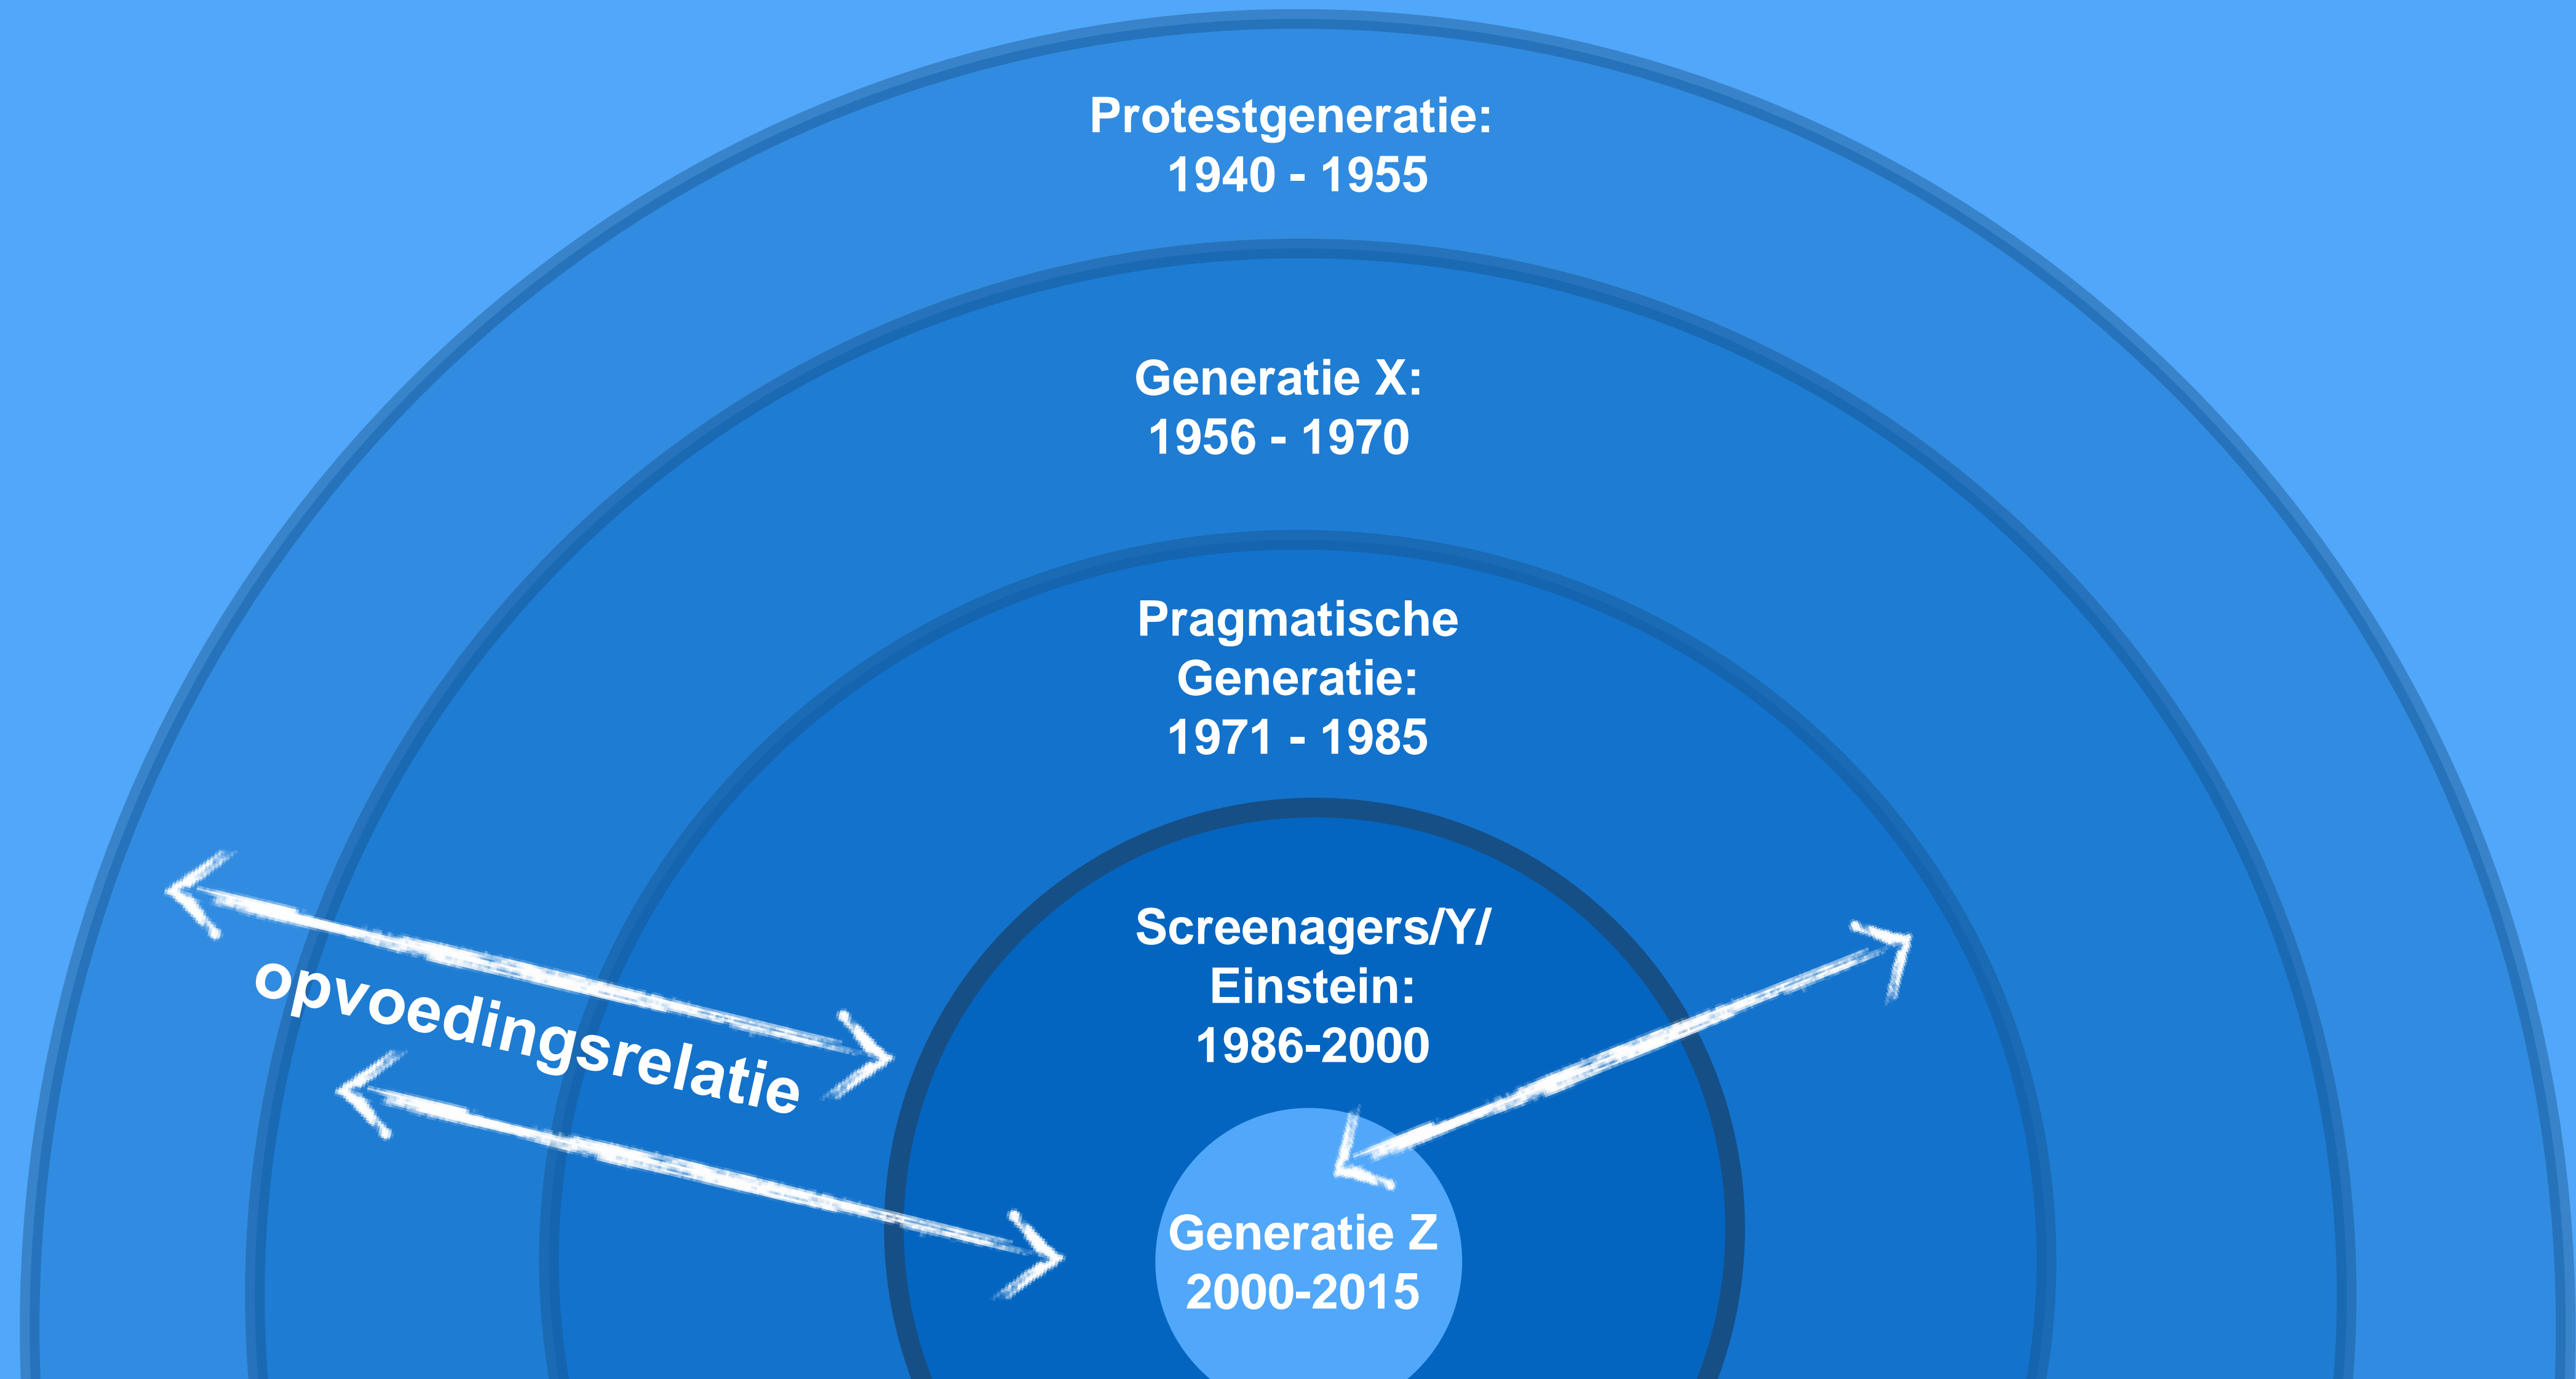 Protestgeneratie:
1940 - 1955
Generatie X:
1956 - 1970
Pragmatische
Generatie:
1971 - 1985
Screenagers/Y/
Einstein:
1986-2000
opvoedingsrelatie
Generatie Z
2000-2015